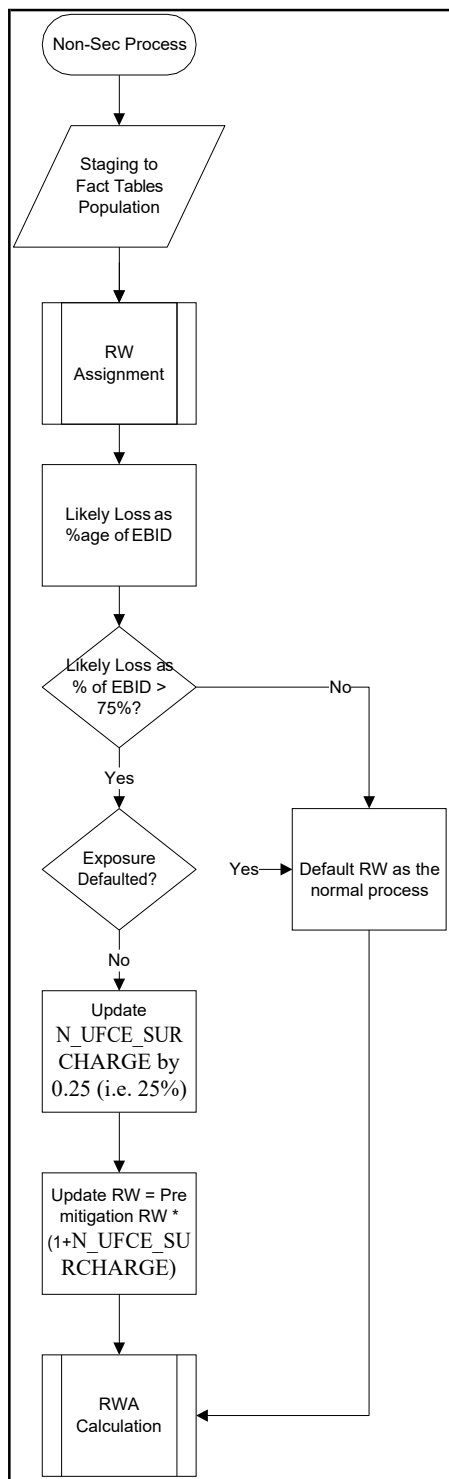 Non-Sec Process
Staging to
Fact Tables
Population
RW
Assignment
Likely Loss as
%age of EBID
Likely Loss as
% of EBID >
75%?
No
Yes
Exposure
Defaulted?
Yes
Default RW as the
normal process
No
Update
N_UFCE_SUR
CHARGE by
0.25 (i.e. 25%)
Update RW = Pre
mitigation RW *
(1+N_UFCE_SU
RCHARGE)
RWA
Calculation